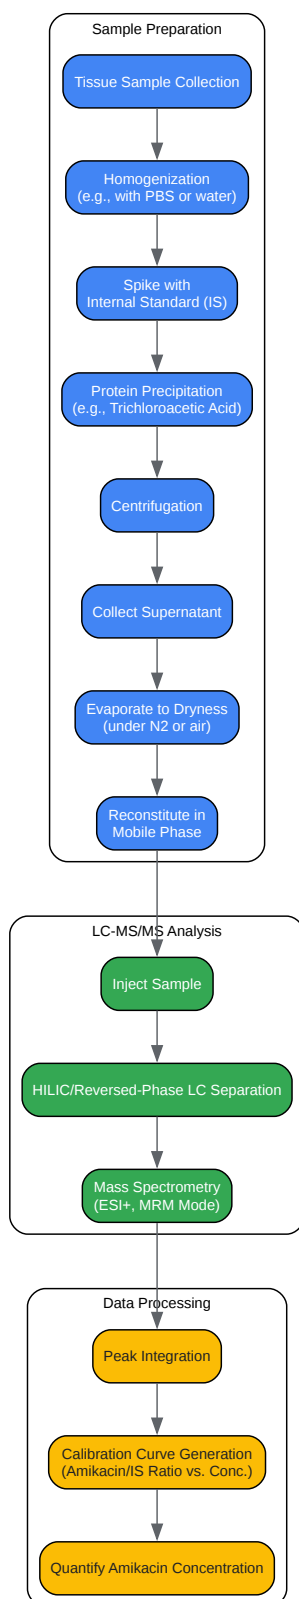 Sample Preparation
Tissue Sample Collection
Homogenization
(e.g., with PBS or water)
Spike with
Internal Standard (IS)
Protein Precipitation
(e.g., Trichloroacetic Acid)
Centrifugation
Collect Supernatant
Evaporate to Dryness
(under N2 or air)
Reconstitute in
Mobile Phase
LC-MS/MS Analysis
Inject Sample
HILIC/Reversed-Phase LC Separation
Mass Spectrometry
(ESI+, MRM Mode)
Data Processing
Peak Integration
Calibration Curve Generation
(Amikacin/IS Ratio vs. Conc.)
Quantify Amikacin Concentration